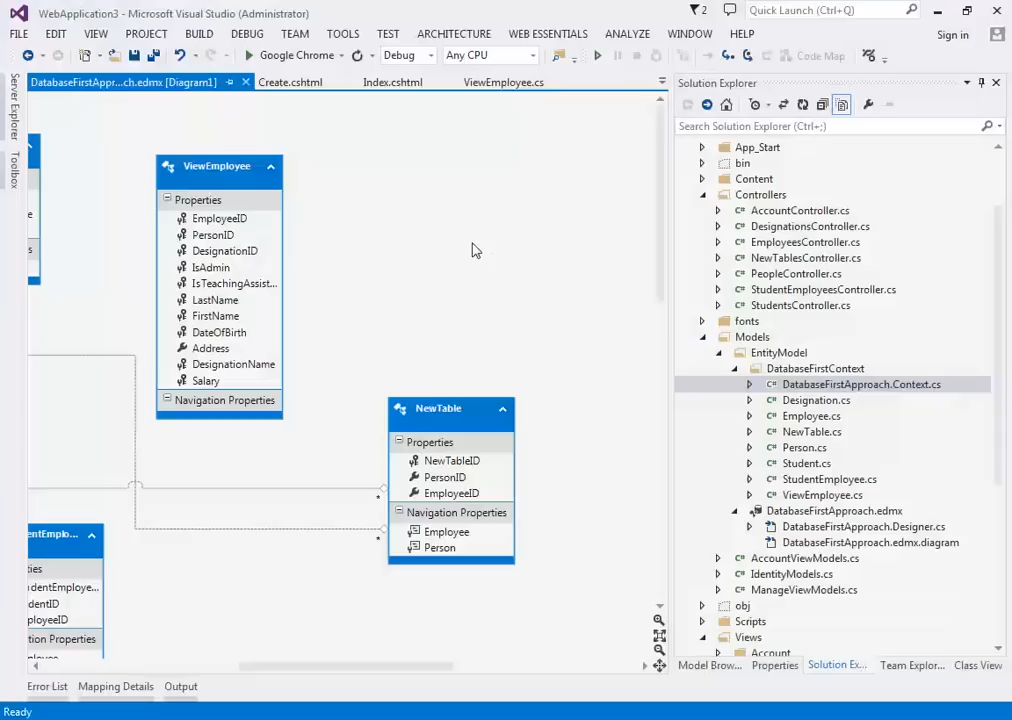 WebApplication3 - Microsoft Visual Studio (Administrator)
2
Quick Launch (Ctrl+Q)
FILE EDIT VIEW PROJECT BUILD DEBUG TEAM TOOLS TEST ARCHITECTURE WEB ESSENTIALS ANALYZE WINDOW HELP
Sign in
Google Chrome
Debug
Any CPU
Code Map
Server Explorer
Toolbox
DatabaseFirstAppr...ch.edmx [Diagram1]
Create.cshtml
Index.cshtml
ViewEmployee.cs
ViewEmployee
Properties
EmployeeID
PersonID
DesignationID
IsAdmin
IsTeachingAssist...
LastName
FirstName
DateOfBirth
Address
DesignationName
Salary
Navigation Properties
NewTable
Properties
NewTableID
PersonID
EmployeeID
Navigation Properties
Employee
Person
*
*
entEmplo...
ies
udentEmploye...
dentID
ployeeID
tion Properties
Solution Explorer
Search Solution Explorer (Ctrl+;)
App_Start
bin
Content
Controllers
C# AccountController.cs
C# DesignationsController.cs
C# EmployeesController.cs
C# NewTablesController.cs
C# PeopleController.cs
C# StudentEmployeesController.cs
C# StudentsController.cs
fonts
Models
EntityModel
DatabaseFirstContext
C# DatabaseFirstApproach.Context.cs
C# Designation.cs
C# Employee.cs
C# NewTable.cs
C# Person.cs
C# Student.cs
C# StudentEmployee.cs
C# ViewEmployee.cs
DatabaseFirstApproach.edmx
DatabaseFirstApproach.Designer.cs
DatabaseFirstApproach.edmx.diagram
C# AccountViewModels.cs
C# IdentityModels.cs
C# ManageViewModels.cs
obj
Scripts
Views
Account
Model Brow...
Properties
Solution Ex...
Team Explor...
Class View
Error List
Mapping Details
Output
Ready